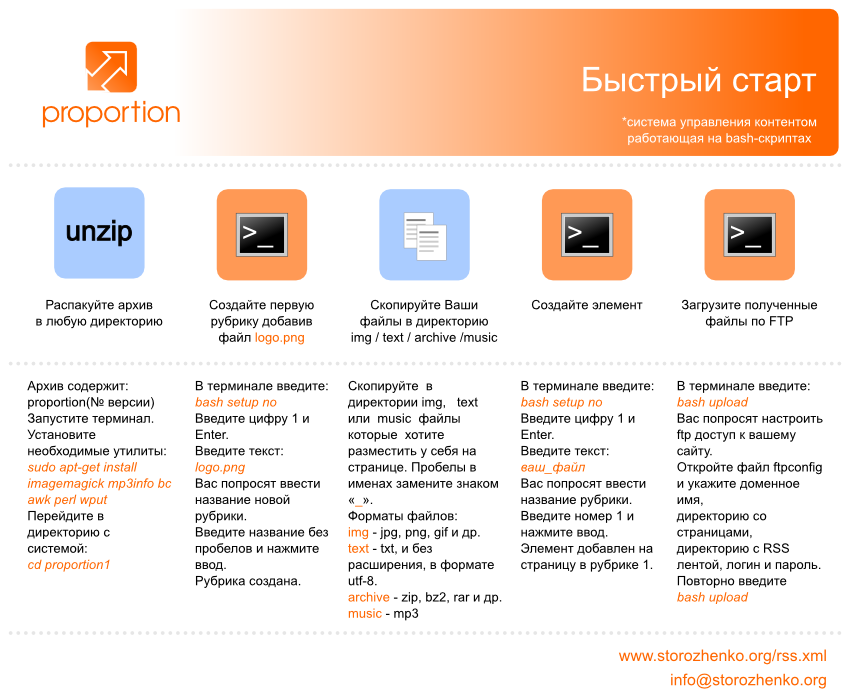 proportion
Быстрый старт
*система управления контентом
работающая на bash-скриптах
unzip
>_
>_
>_
Распакуйте архив
в любую директорию
Создайте первую
рубрику добавив
файл logo.png
Скопируйте Ваши
файлы в директорию
img / text / archive /music
Создайте элемент
Загрузите полученные
файлы по FTP
Архив содержит:
proportion(№ версии)
Запустите терминал.
Установите
необходимые утилиты:
sudo apt-get install
imagemagick mp3info bc
awk perl wput
Перейдите в
директорию с
системой:
cd proportion1
В терминале введите:
bash setup no
Введите цифру 1 и
Enter.
Введите текст:
logo.png
Вас попросят ввести
название новой
рубрики.
Введите название без
пробелов и нажмите
ввод.
Рубрика создана.
Скопируйте в
директории img, text
или music файлы
которые хотите
разместить у себя на
странице. Пробелы в
именах замените знаком
«_».
Форматы файлов:
img - jpg, png, gif и др.
text - txt, и без
расширения, в формате
utf-8.
archive - zip, bz2, rar и др.
music - mp3
В терминале введите:
bash setup no
Введите цифру 1 и
Enter.
Введите текст:
ваш_файл
Вас попросят ввести
название рубрики.
Введите номер 1 и
нажмите ввод.
Элемент добавлен на
страницу в рубрике 1.
В терминале введите:
bash upload
Вас попросят настроить
ftp доступ к вашему
сайту.
Откройте файл ftpconfig
и укажите доменное
имя,
директорию со
страницами,
директорию с RSS
лентой, логин и пароль.
Повторно введите
bash upload
www.storozhenko.org/rss.xml
info@storozhenko.org